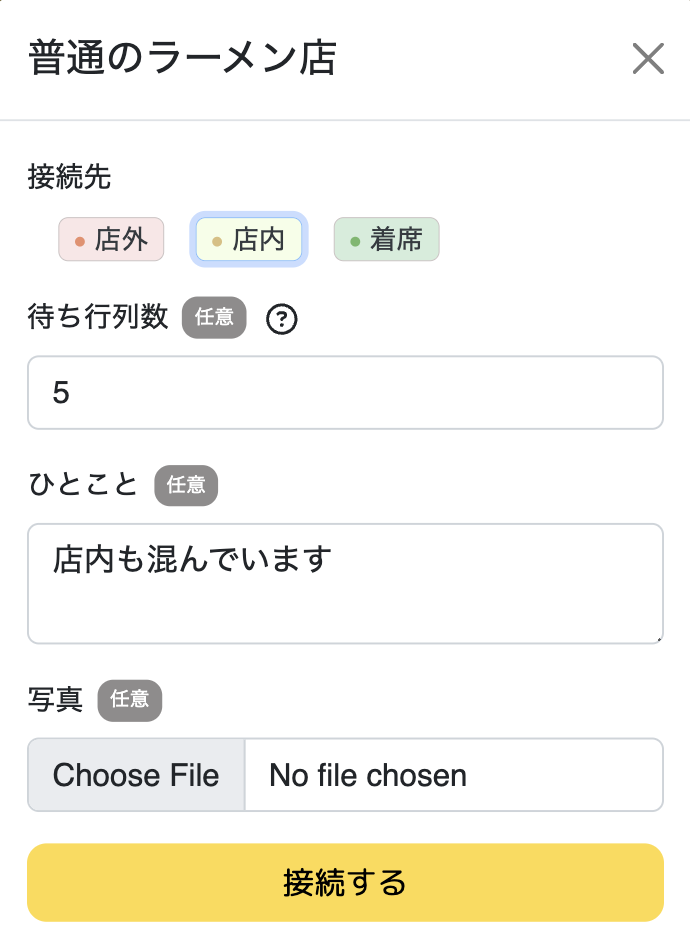 普通のラーメン店
接続先
店外 店内 着席
待ち行列数 任意 ?
5
ひとこと 任意
店内も混んでいます
写真 任意
Choose File No file chosen
接続する